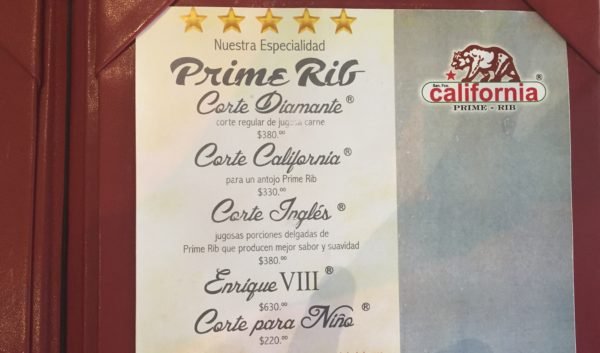 Nuestra Especialidad
Prime Rib
Corte Diamante®
corte regular de jugosa carne
$380.⁰⁰
Corte California®
para un antojo Prime Rib
$330.⁰⁰
Corte Inglés®
jugosas porciones delgadas de
Prime Rib que producen mejor sabor y suavidad
$380.⁰⁰
Enrique VIII®
$630.⁰⁰
Corte para Niño®
$220.⁰⁰
California®
PRIME - RIB